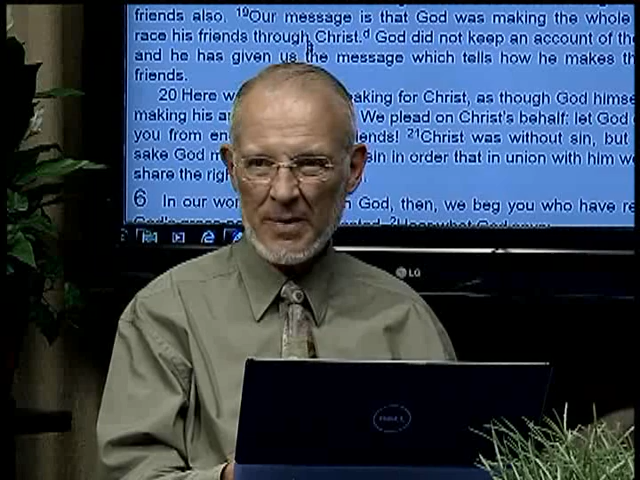 friends also. 19Our message is that God was making the whole
race his friends through Christ.d God did not keep an account of the
and he has given us the message which tells how he makes th
friends.
20 Here w aking for Christ, as though God himse
making his a We plead on Christ's behalf: let God
you from en ends! 21Christ was without sin, but
sake God m sin in order that in union with him w
share the rig
6 In our wor h God, then, we beg you who have re
LG
DELL